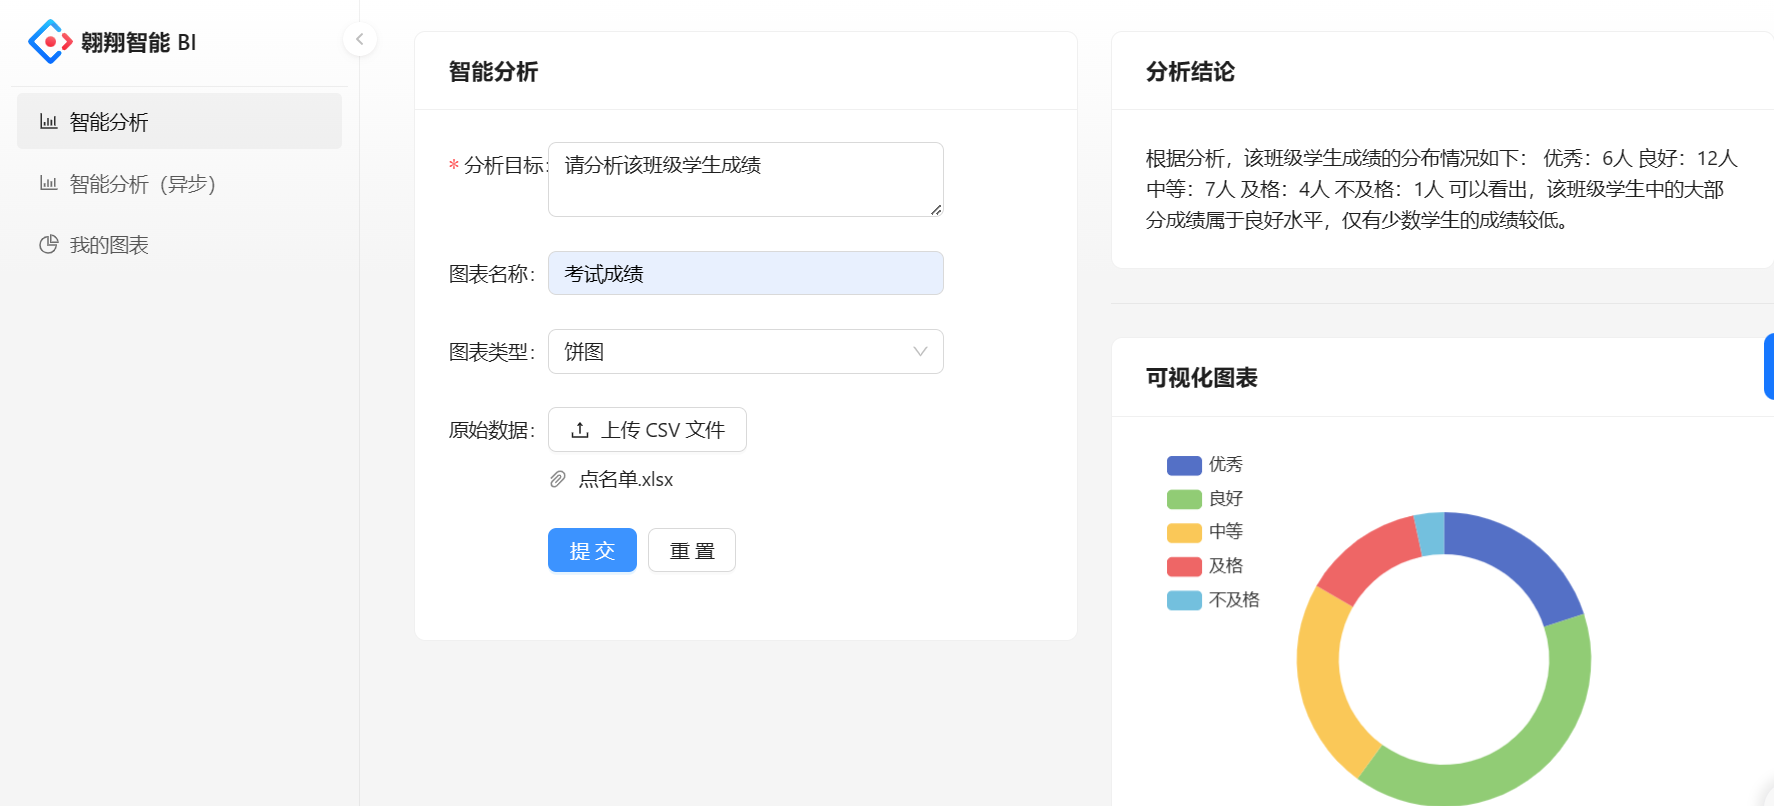 翱翔智能 BI
智能分析
智能分析（异步）
我的图表
智能分析
* 分析目标:
请分析该班级学生成绩
图表名称:
考试成绩
图表类型:
饼图
原始数据:
上传 CSV 文件
点名单.xlsx
提 交
重 置
分析结论
根据分析，该班级学生成绩的分布情况如下： 优秀：6人 良好：12人
中等：7人 及格：4人 不及格：1人 可以看出，该班级学生中的大部
分成绩属于良好水平，仅有少数学生的成绩较低。
可视化图表
优秀
良好
中等
及格
不及格